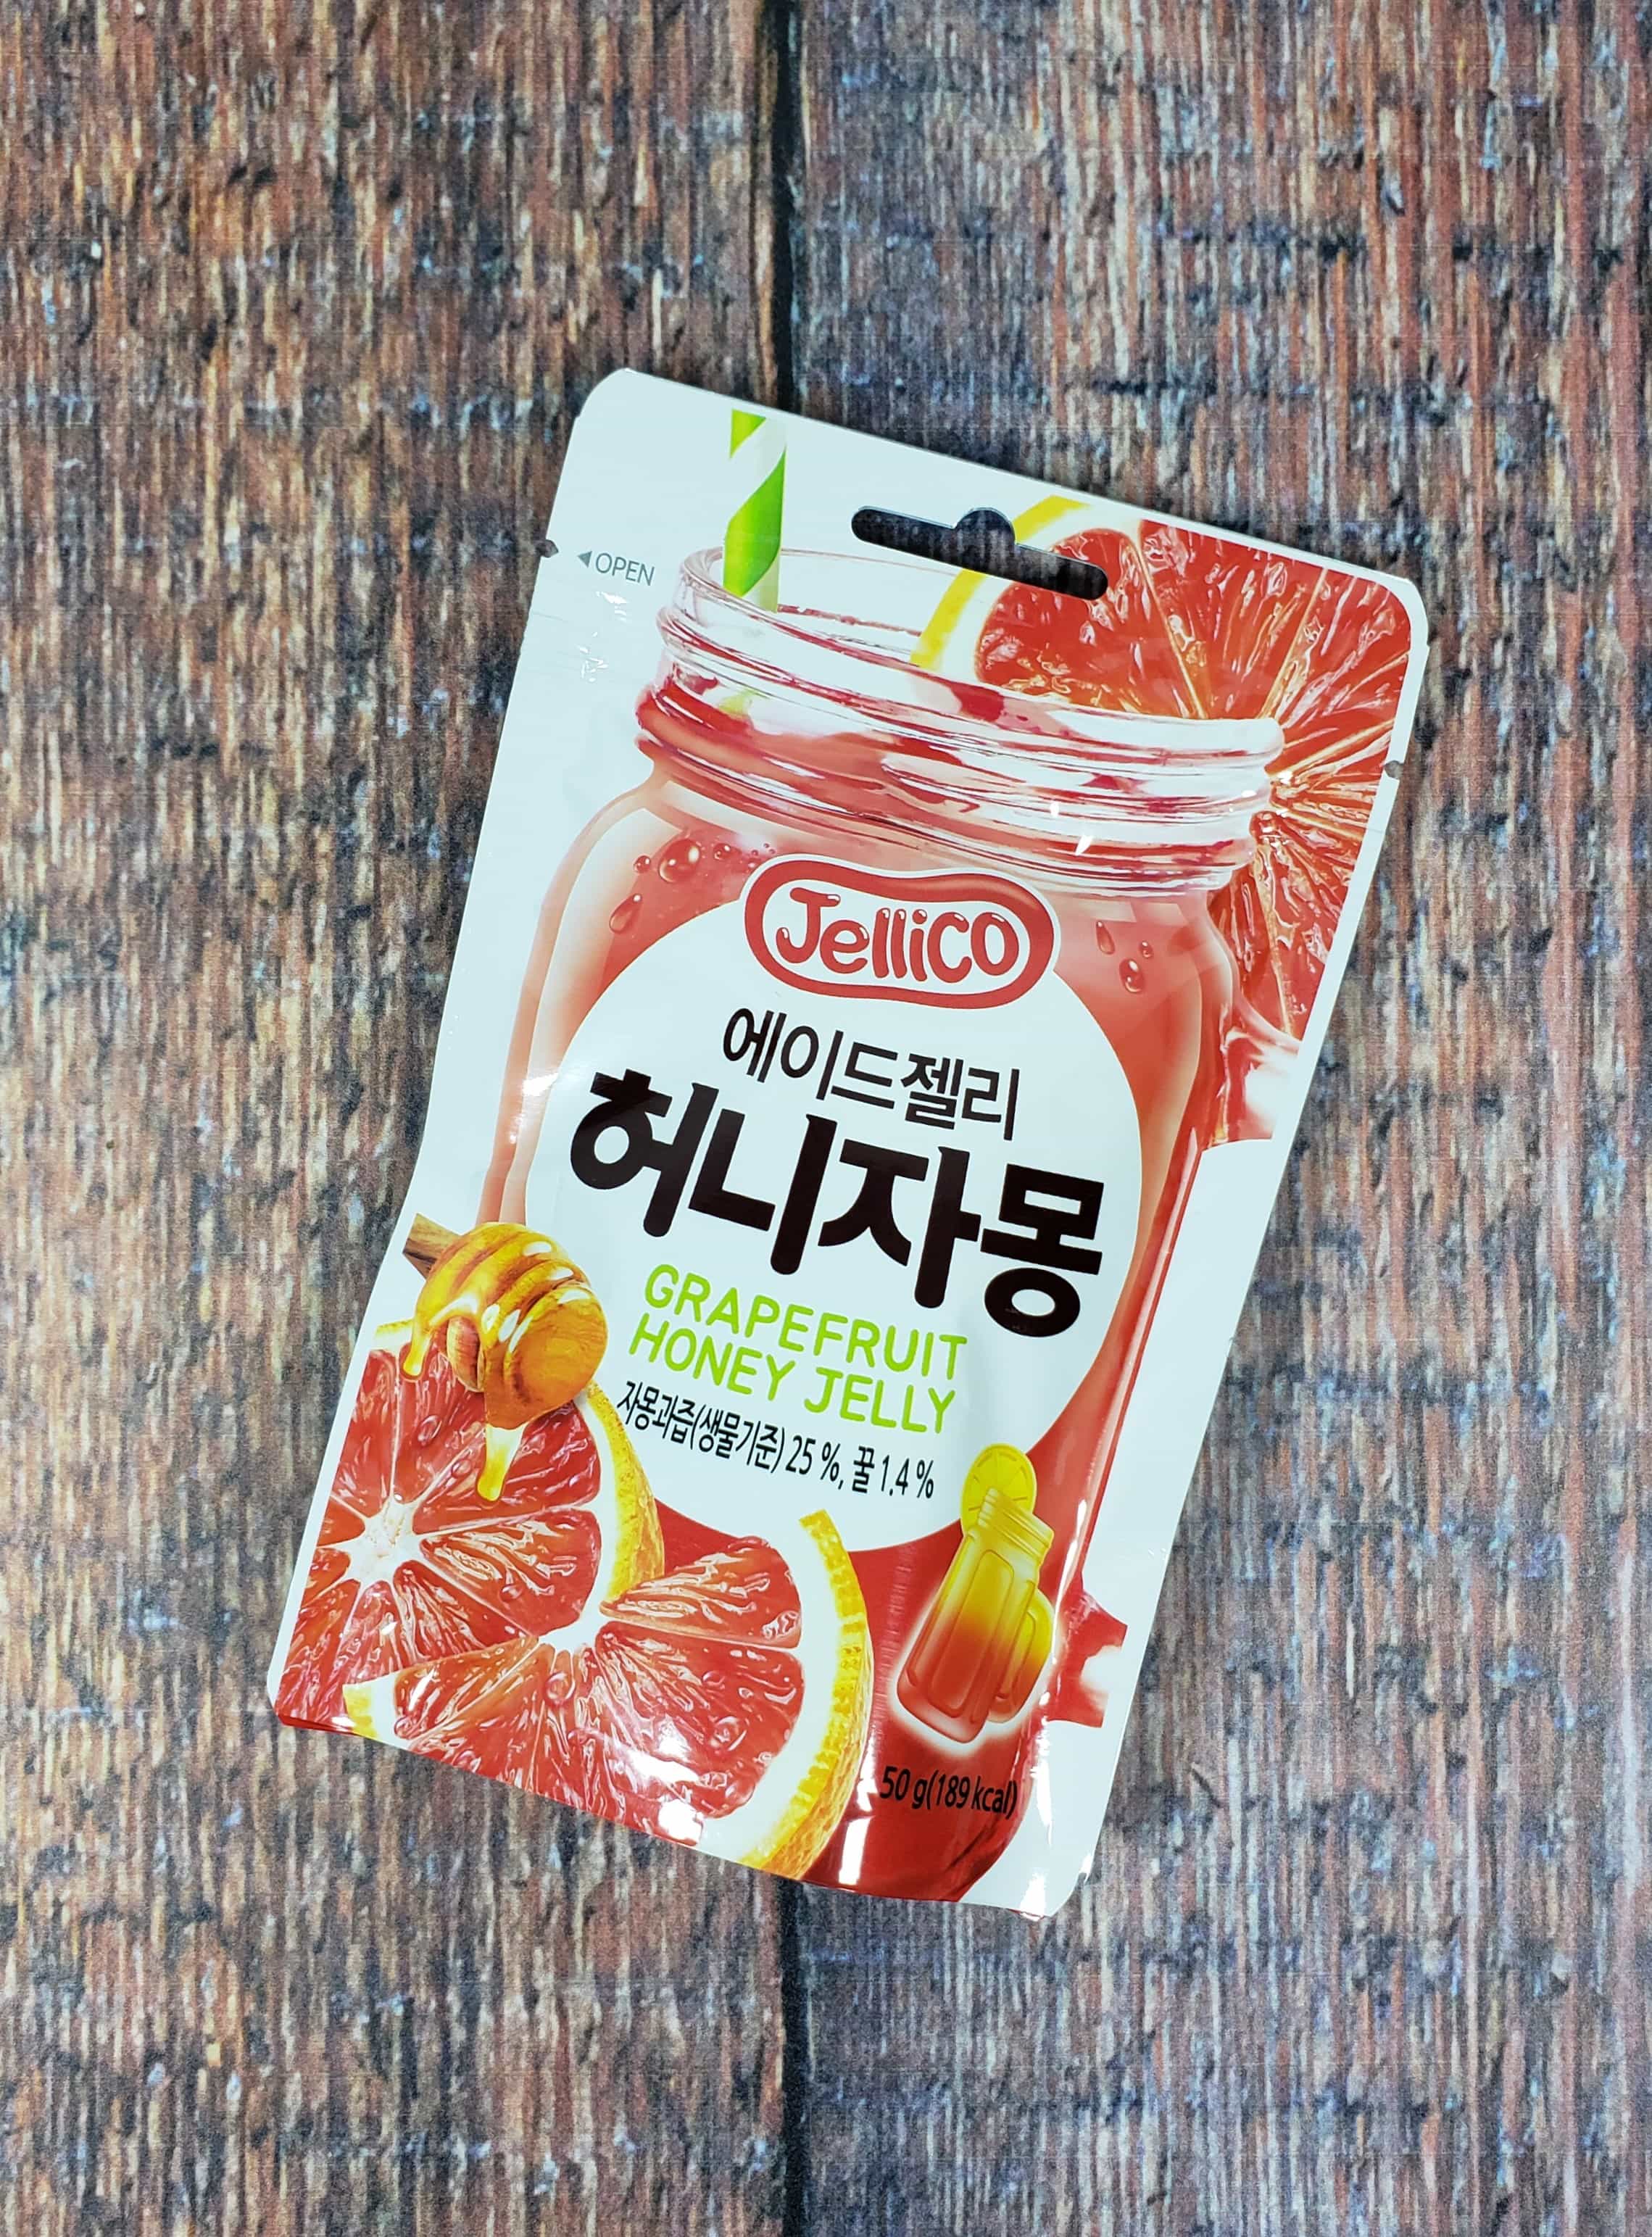 OPEN
Jellico
에이드젤리
허니자몽
GRAPEFRUIT
HONEY JELLY
자몽과즙(생물기준) 25 %, 꿀 1.4 %
50 g(189 kcal)